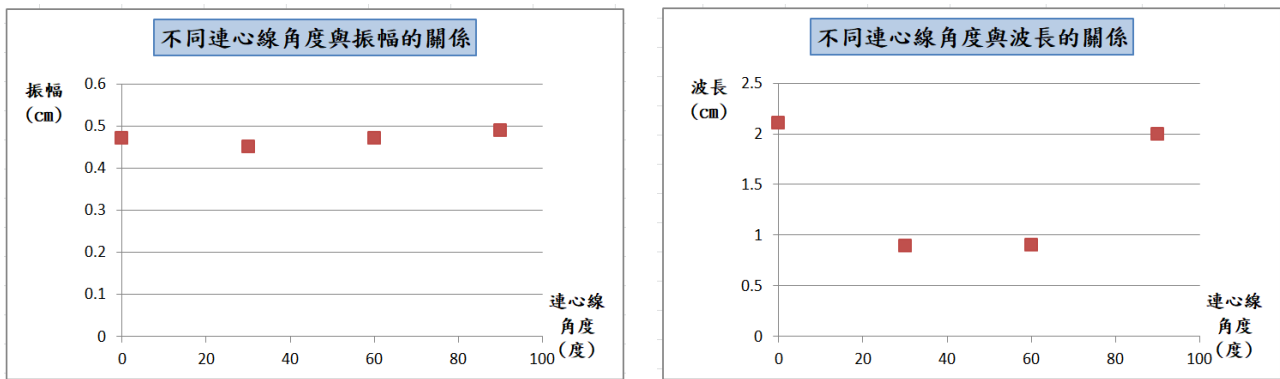 不同連心線角度與振幅的關係
振幅
(cm)
0.6
0.5
0.4
0.3
0.2
0.1
0
0 20 40 60 80 100
連心線
角度
(度)
不同連心線角度與波長的關係
波長
(cm)
2.5
2
1.5
1
0.5
0
0 20 40 60 80 100
連心線
角度
(度)